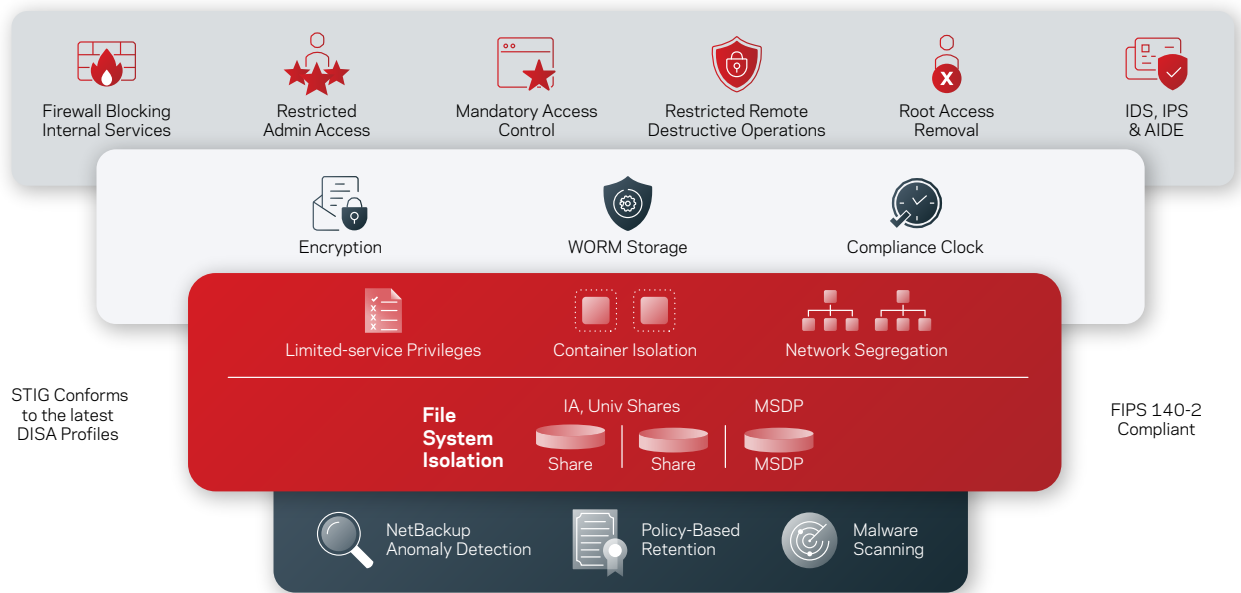 Firewall Blocking
Internal Services
Restricted
Admin Access
Mandatory Access
Control
Restricted Remote
Destructive Operations
X
Root Access
Removal
IDS, IPS
& AIDE
Encryption
WORM Storage
Compliance Clock
Limited-service Privileges
Container Isolation
Network Segregation
STIG Conforms
to the latest
DISA Profiles
File
System
Isolation
IA, Univ Shares
Share
Share
MSDP
MSDP
FIPS 140-2
Compliant
NetBackup
Anomaly Detection
Policy-Based
Retention
Malware
Scanning